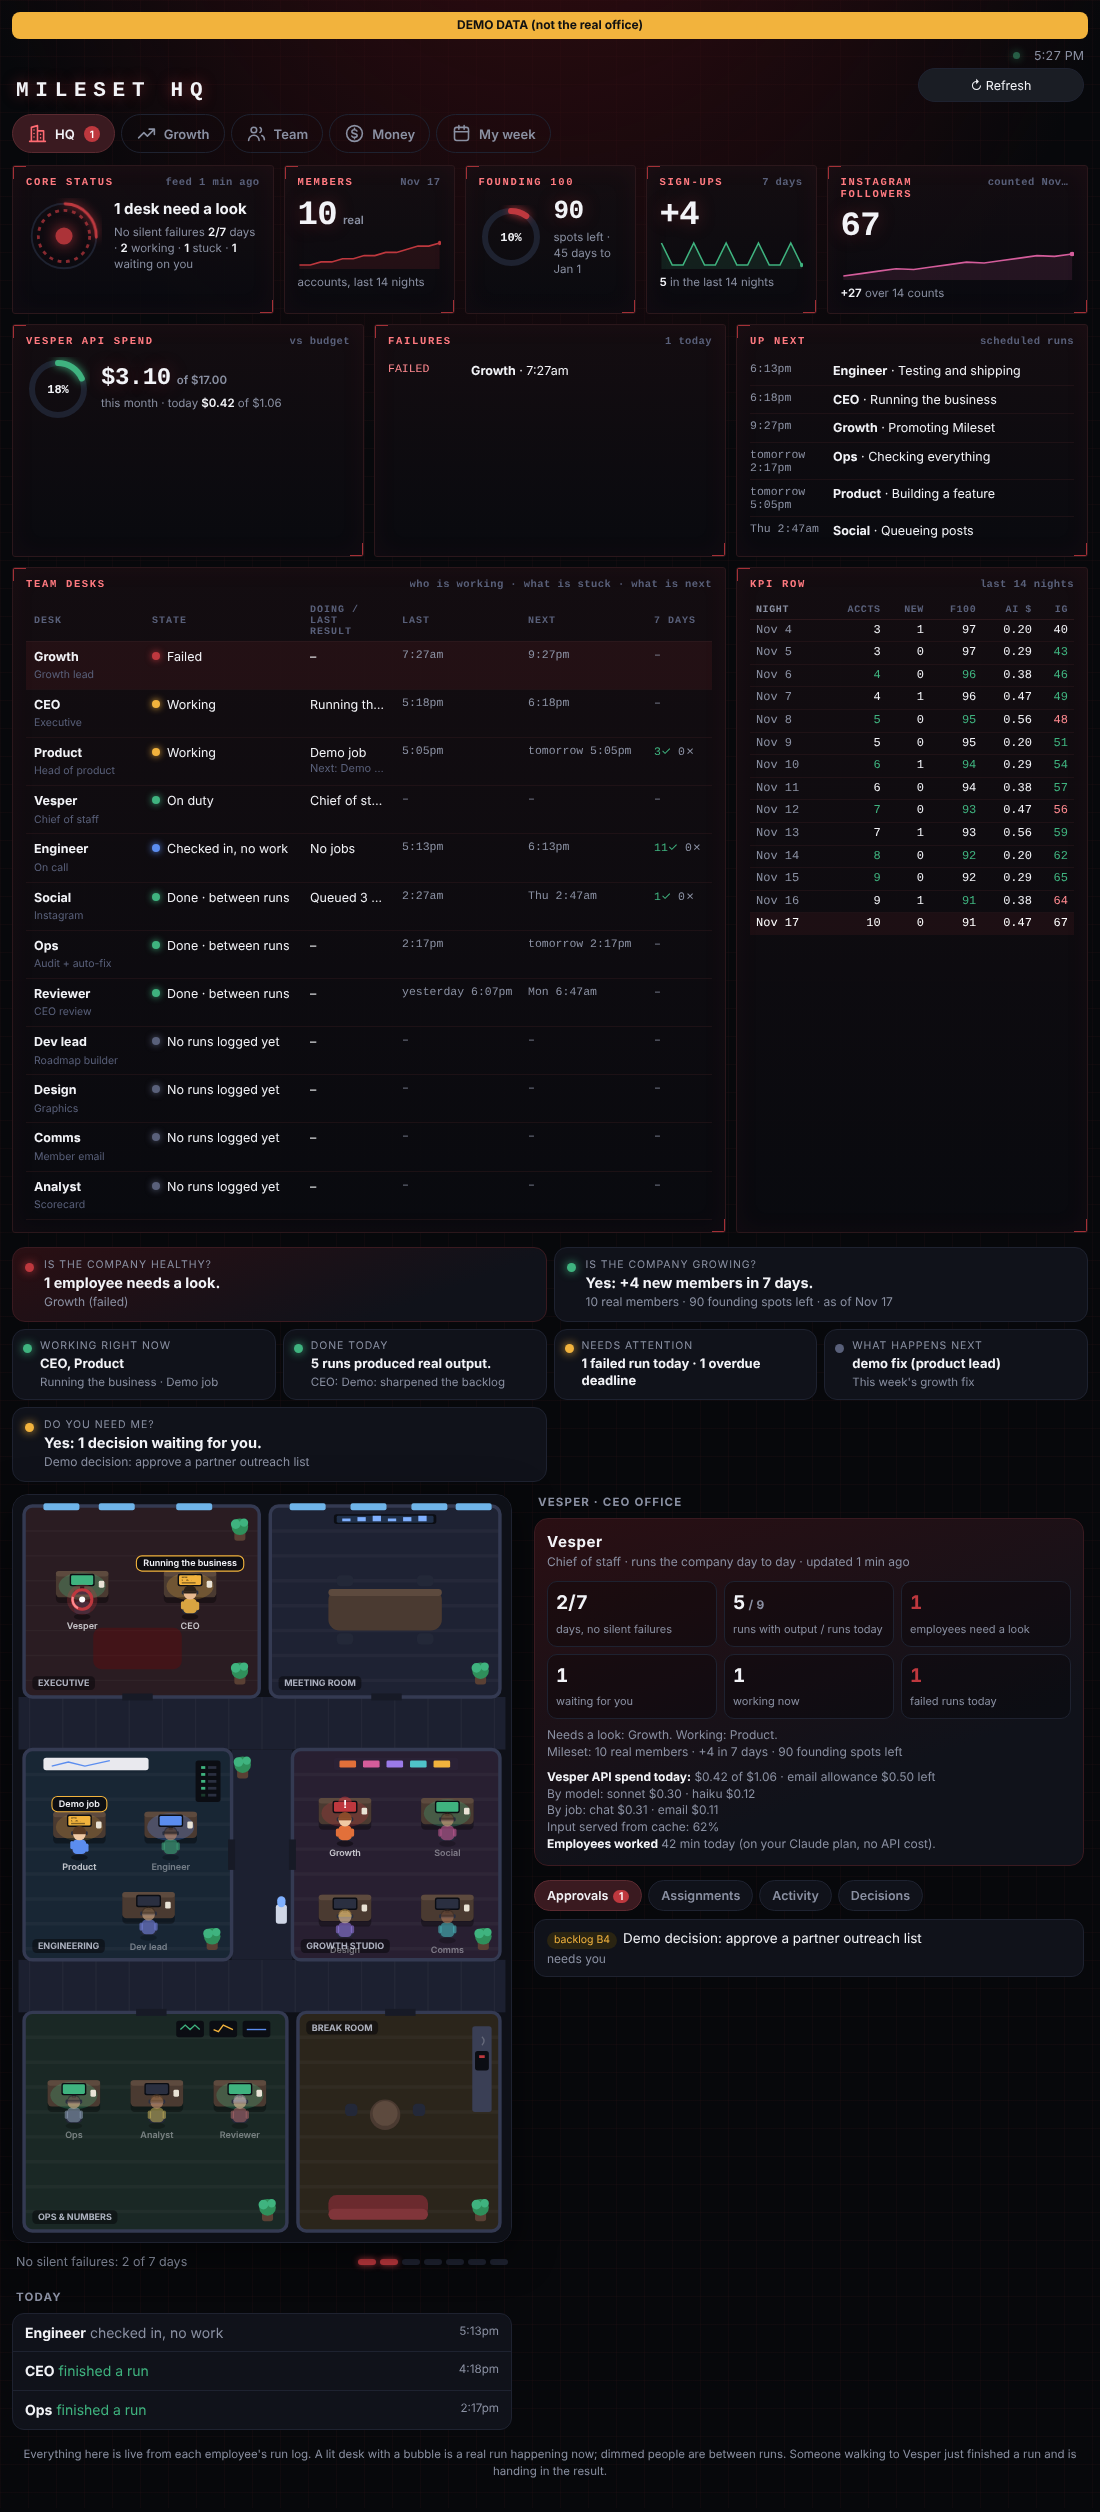 DEMO DATA (not the real office)
5:27 PM
MILESET HQ
↻ Refresh
HQ 1
Growth
Team
Money
My week
CORE STATUS feed 1 min ago
1 desk need a look
No silent failures 2/7 days
· 2 working · 1 stuck · 1
waiting on you
MEMBERS Nov 17
10 real
accounts, last 14 nights
FOUNDING 100
10%
90
spots left ·
45 days to
Jan 1
SIGN-UPS 7 days
+4
5 in the last 14 nights
INSTAGRAM
FOLLOWERS
counted Nov…
67
+27 over 14 counts
VESPER API SPEND vs budget
18%
$3.10 of $17.00
this month · today $0.42 of $1.06
FAILURES 1 today
FAILED Growth · 7:27am
UP NEXT scheduled runs
6:13pm Engineer · Testing and shipping
6:18pm CEO · Running the business
9:27pm Growth · Promoting Mileset
tomorrow
2:17pm
Ops · Checking everything
tomorrow
5:05pm
Product · Building a feature
Thu 2:47am Social · Queueing posts
TEAM DESKS who is working · what is stuck · what is next
DESK STATE DOING /
LAST
RESULT LAST NEXT 7 DAYS
Growth Failed – 7:27am 9:27pm –
Growth lead
CEO Working Running th… 5:18pm 6:18pm –
Executive
Product Working Demo job 5:05pm tomorrow 5:05pm 3✓ 0✕
Head of product Next: Demo …
Vesper On duty Chief of st… – – –
Chief of staff
Engineer Checked in, no work No jobs 5:13pm 6:13pm 11✓ 0✕
On call
Social Done · between runs Queued 3 … 2:27am Thu 2:47am 1✓ 0✕
Instagram
Ops Done · between runs – 2:17pm tomorrow 2:17pm –
Audit + auto-fix
Reviewer Done · between runs – yesterday 6:07pm Mon 6:47am –
CEO review
Dev lead No runs logged yet – – – –
Roadmap builder
Design No runs logged yet – – – –
Graphics
Comms No runs logged yet – – – –
Member email
Analyst No runs logged yet – – – –
Scorecard
KPI ROW last 14 nights
NIGHT ACCTS NEW F100 AI $ IG
Nov 4 3 1 97 0.20 40
Nov 5 3 0 97 0.29 43
Nov 6 4 0 96 0.38 46
Nov 7 4 1 96 0.47 49
Nov 8 5 0 95 0.56 48
Nov 9 5 0 95 0.20 51
Nov 10 6 1 94 0.29 54
Nov 11 6 0 94 0.38 57
Nov 12 7 0 93 0.47 56
Nov 13 7 1 93 0.56 59
Nov 14 8 0 92 0.20 62
Nov 15 9 0 92 0.29 65
Nov 16 9 1 91 0.38 64
Nov 17 10 0 91 0.47 67
IS THE COMPANY HEALTHY?
1 employee needs a look.
Growth (failed)
IS THE COMPANY GROWING?
Yes: +4 new members in 7 days.
10 real members · 90 founding spots left · as of Nov 17
WORKING RIGHT NOW
CEO, Product
Running the business · Demo job
DONE TODAY
5 runs produced real output.
CEO: Demo: sharpened the backlog
NEEDS ATTENTION
1 failed run today · 1 overdue
deadline
WHAT HAPPENS NEXT
demo fix (product lead)
This week's growth fix
DO YOU NEED ME?
Yes: 1 decision waiting for you.
Demo decision: approve a partner outreach list
Running the business
Vesper
CEO
EXECUTIVE
MEETING ROOM
Demo job
Product
Engineer
Dev lead
ENGINEERING
!
Growth
Social
Design
Comms
GROWTH STUDIO
Ops
Analyst
Reviewer
OPS & NUMBERS
BREAK ROOM
No silent failures: 2 of 7 days
VESPER · CEO OFFICE
Vesper
Chief of staff · runs the company day to day · updated 1 min ago
2/7
days, no silent failures
5 / 9
runs with output / runs today
1
employees need a look
1
waiting for you
1
working now
1
failed runs today
Needs a look: Growth. Working: Product.
Mileset: 10 real members · +4 in 7 days · 90 founding spots left
Vesper API spend today: $0.42 of $1.06 · email allowance $0.50 left
By model: sonnet $0.30 · haiku $0.12
By job: chat $0.31 · email $0.11
Input served from cache: 62%
Employees worked 42 min today (on your Claude plan, no API cost).
Approvals 1
Assignments
Activity
Decisions
backlog B4 Demo decision: approve a partner outreach list
needs you
TODAY
Engineer checked in, no work 5:13pm
CEO finished a run 4:18pm
Ops finished a run 2:17pm
Everything here is live from each employee's run log. A lit desk with a bubble is a real run happening now; dimmed people are between runs. Someone walking to Vesper just finished a run and is
handing in the result.